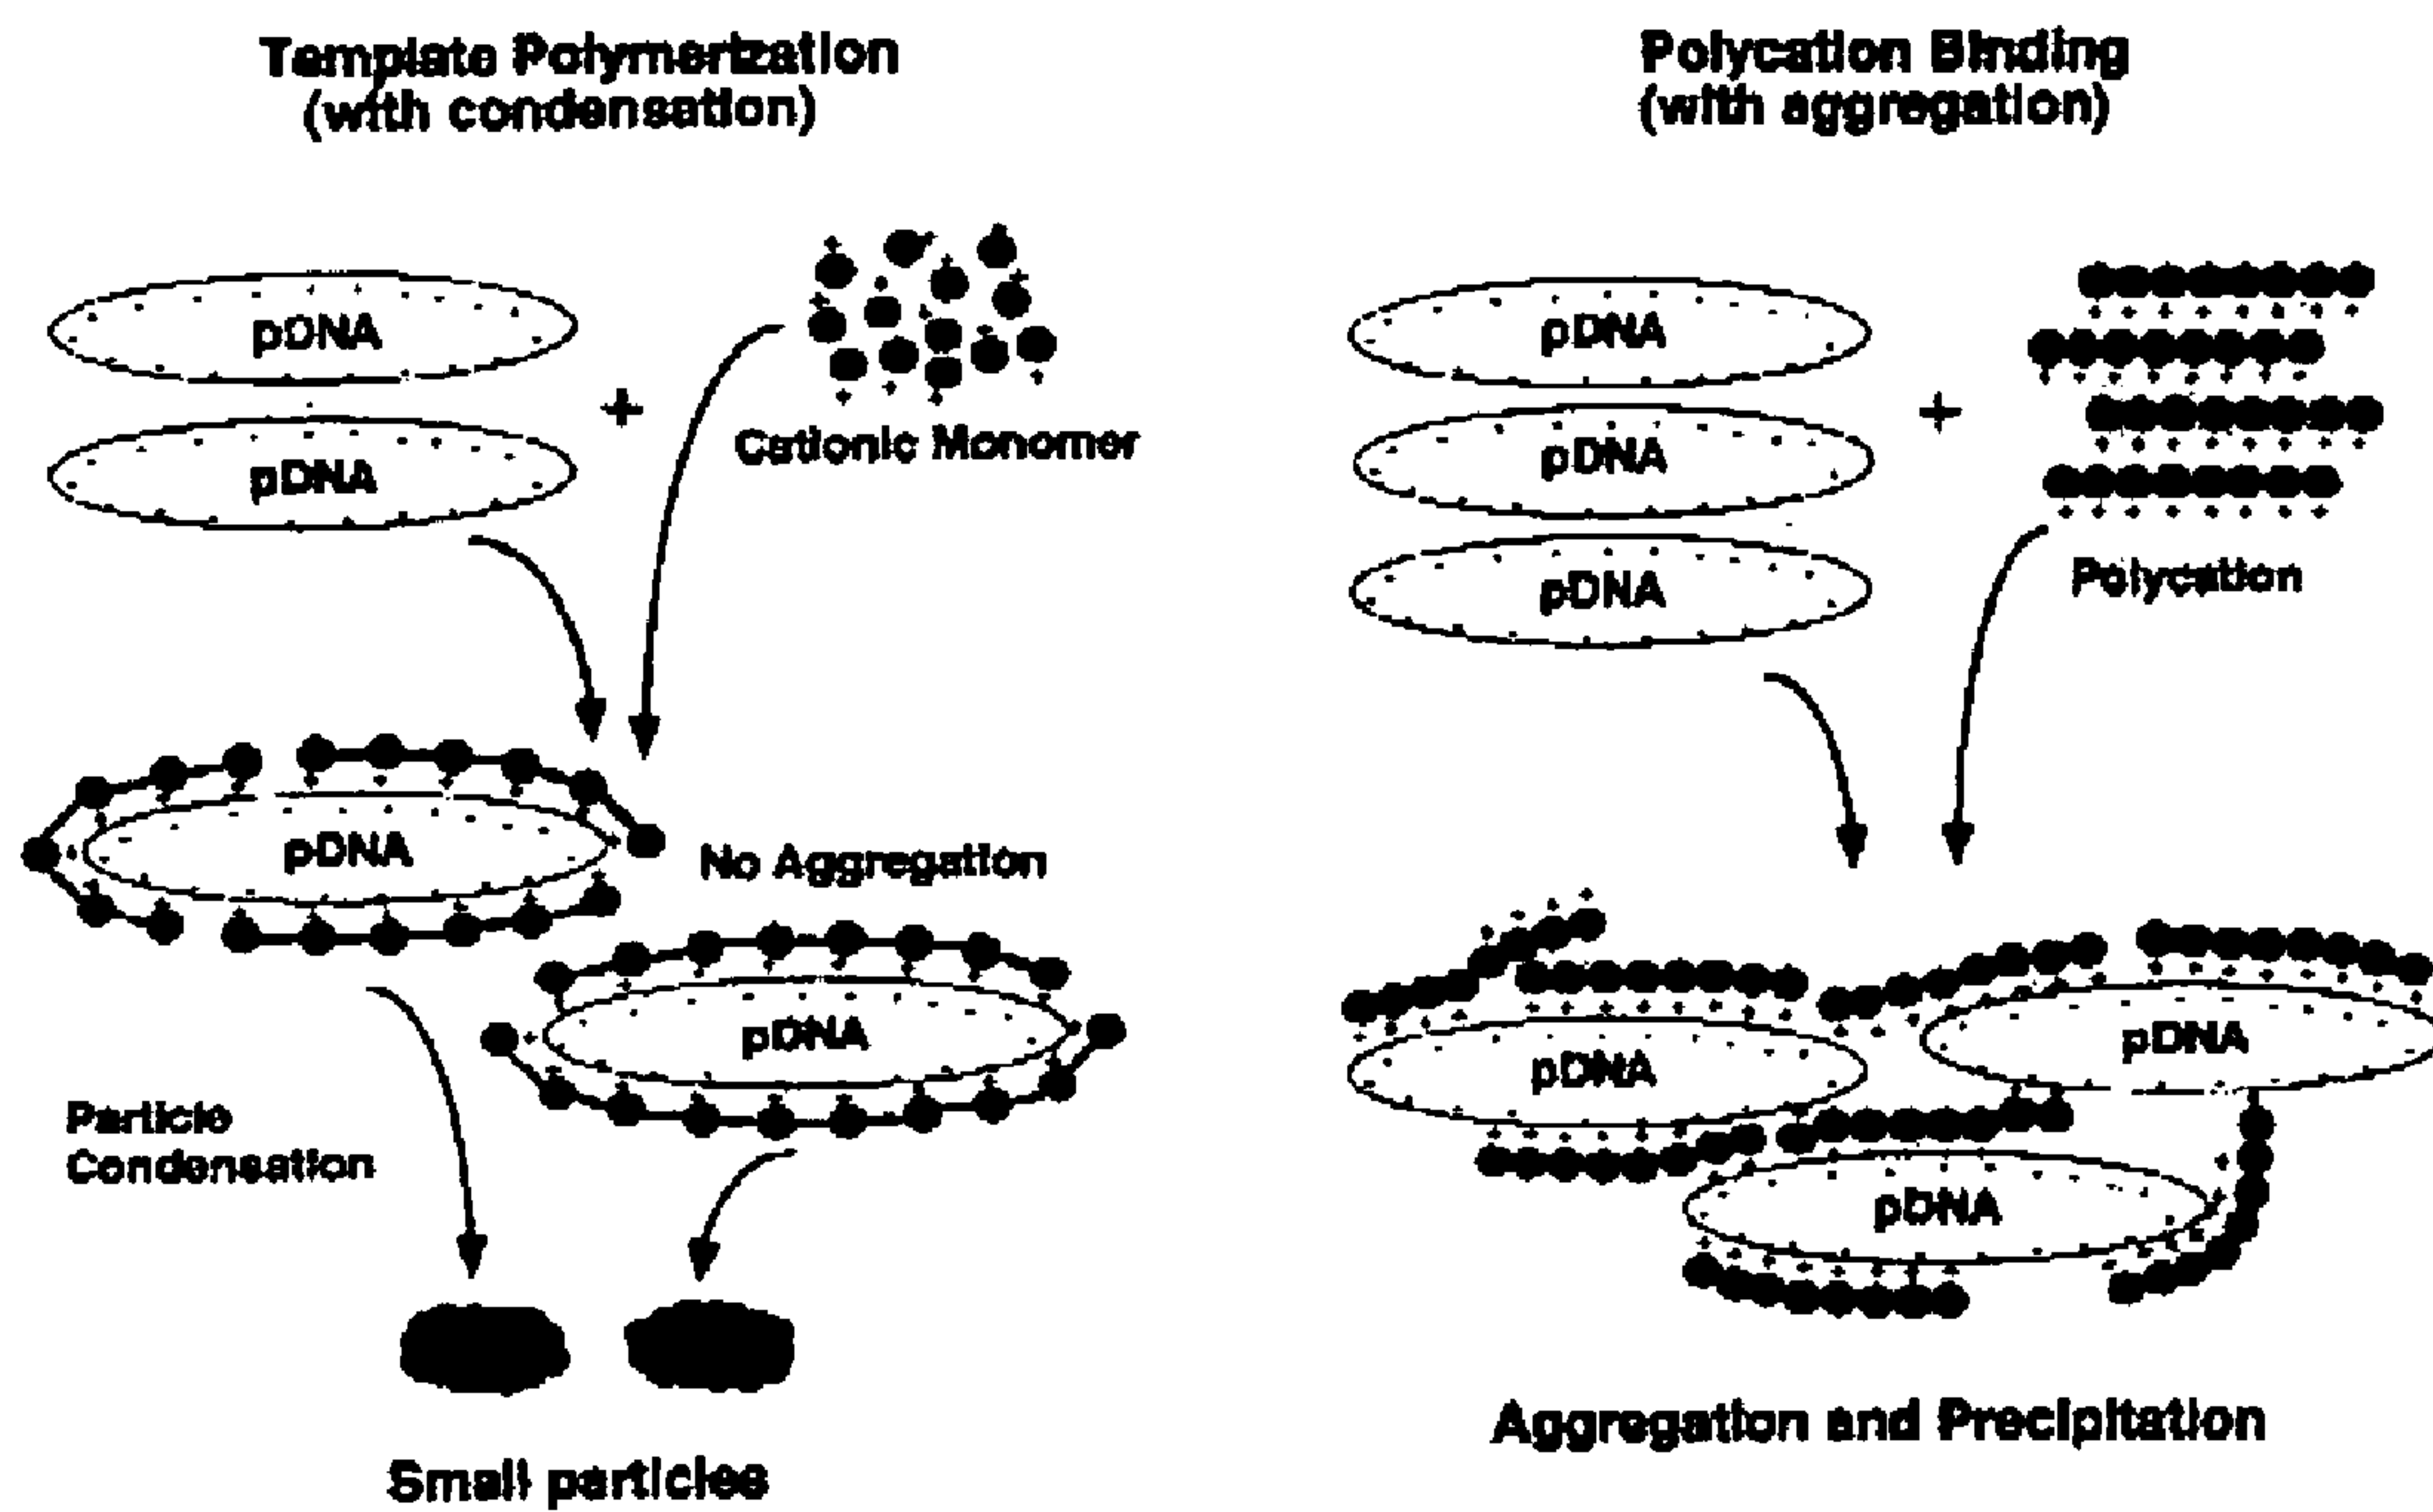 Template Polymerization
(with condensation)
pDNA
pDNA
+
Cationic Monomer
pDNA
No Aggregation
pDNA
Particle
Condensation
Small particles
Polycation Binding
(with aggregation)
pDNA
pDNA
pDNA
+
Polycation
pDNA
pDNA
pDNA
Aggregation and Precipitation